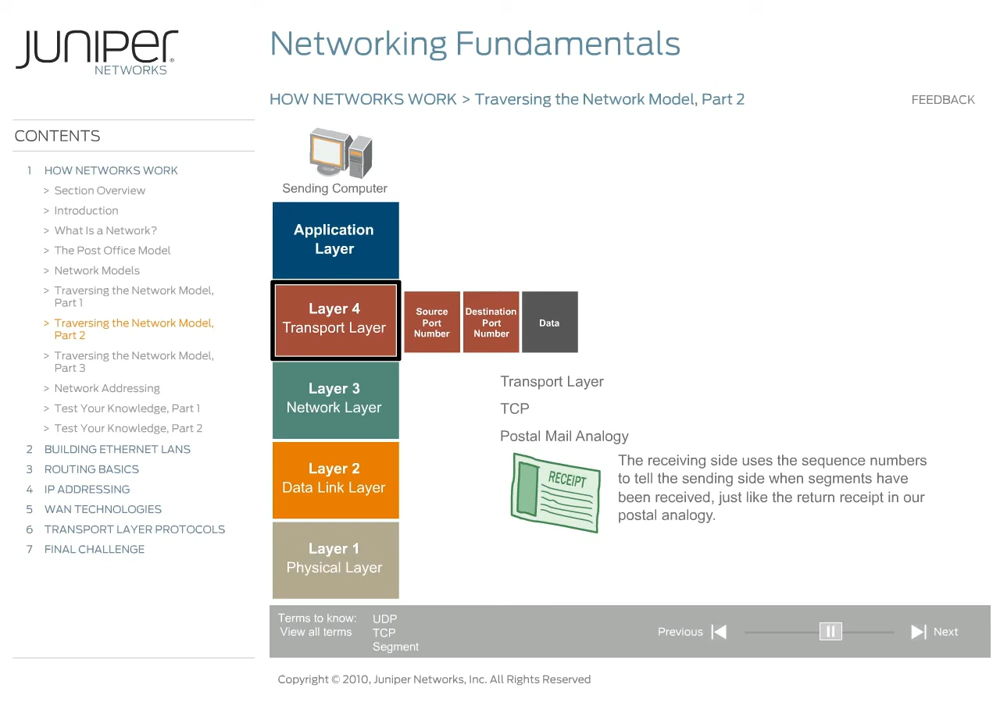 JUNIPER
NETWORKS
Networking Fundamentals
HOW NETWORKS WORK > Traversing the Network Model, Part 2
FEEDBACK
CONTENTS
1 HOW NETWORKS WORK
> Section Overview
> Introduction
> What Is a Network?
> The Post Office Model
> Network Models
> Traversing the Network Model,
Part 1
> Traversing the Network Model,
Part 2
> Traversing the Network Model,
Part 3
> Network Addressing
> Test Your Knowledge, Part 1
> Test Your Knowledge, Part 2
2 BUILDING ETHERNET LANS
3 ROUTING BASICS
4 IP ADDRESSING
5 WAN TECHNOLOGIES
6 TRANSPORT LAYER PROTOCOLS
7 FINAL CHALLENGE
Sending Computer
Application
Layer
Layer 4
Transport Layer
Source
Port
Number
Destination
Port
Number
Data
Layer 3
Network Layer
Layer 2
Data Link Layer
Layer 1
Physical Layer
Transport Layer
TCP
Postal Mail Analogy
RECEIPT
The receiving side uses the sequence numbers
to tell the sending side when segments have
been received, just like the return receipt in our
postal analogy.
Terms to know:
View all terms
UDP
TCP
Segment
Previous
Next
Copyright © 2010, Juniper Networks, Inc. All Rights Reserved